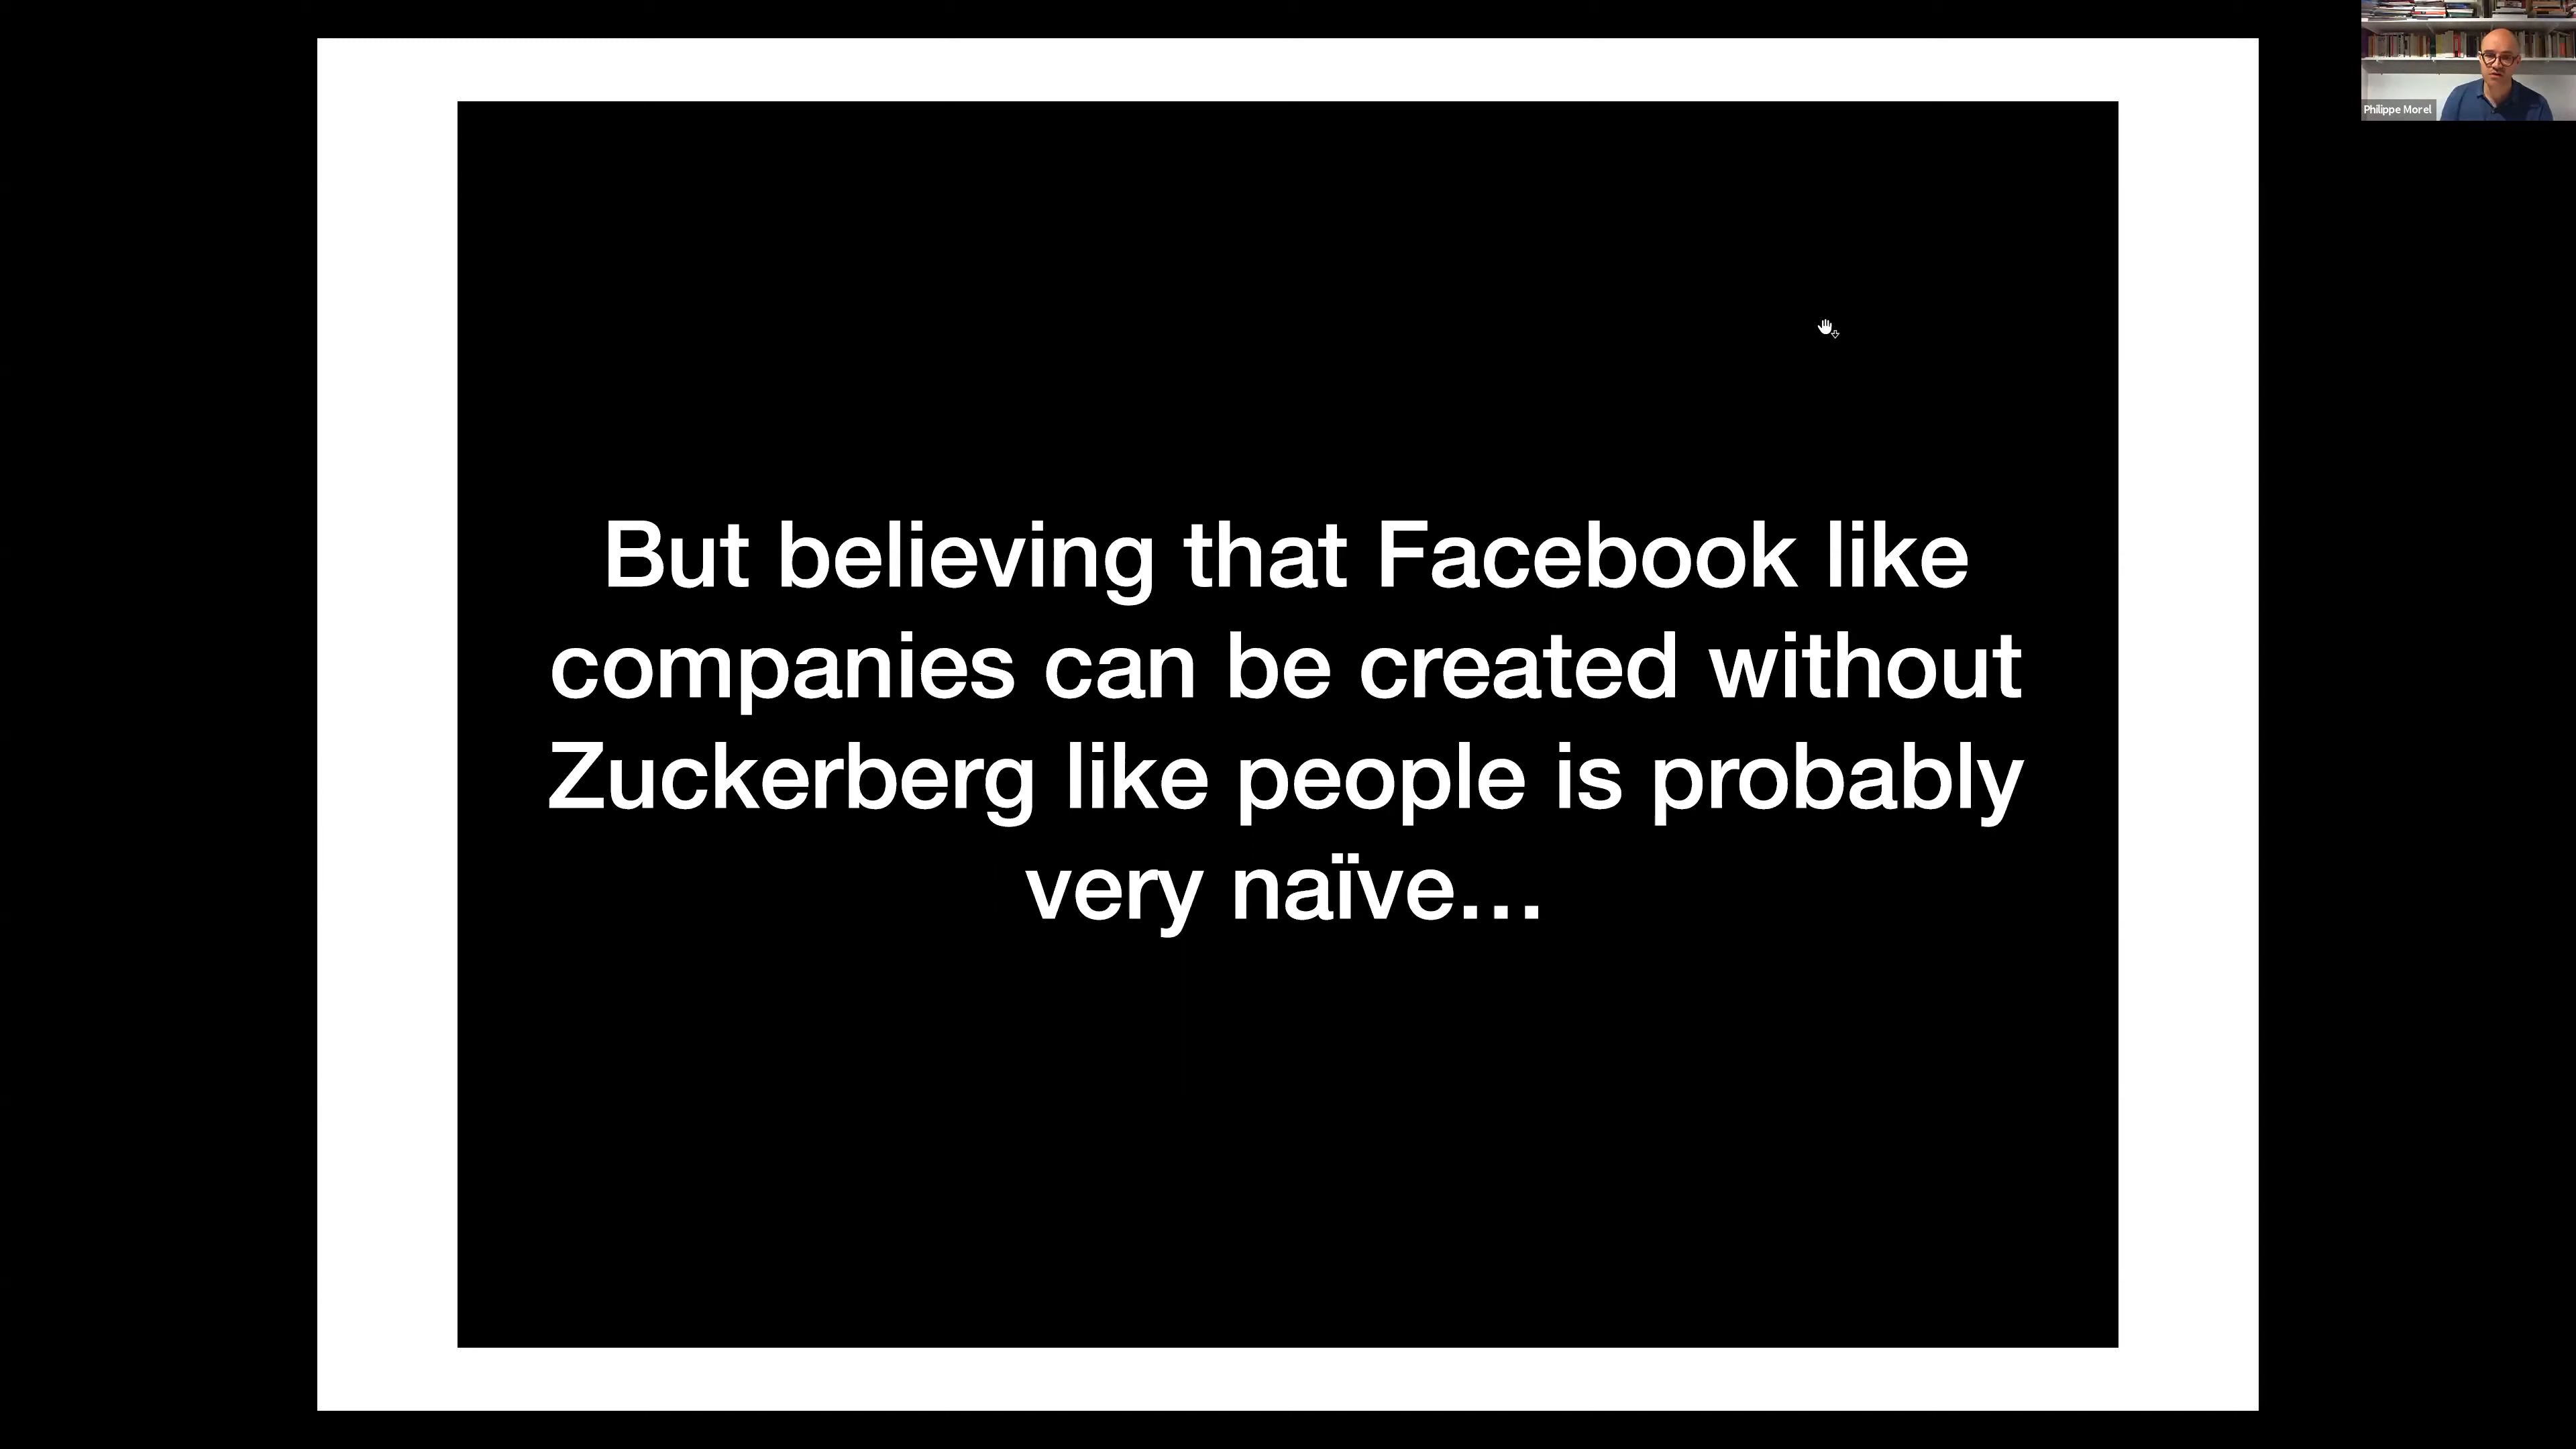 Philippe Morel
But believing that Facebook like
companies can be created without
Zuckerberg like people is probably
very naïve...